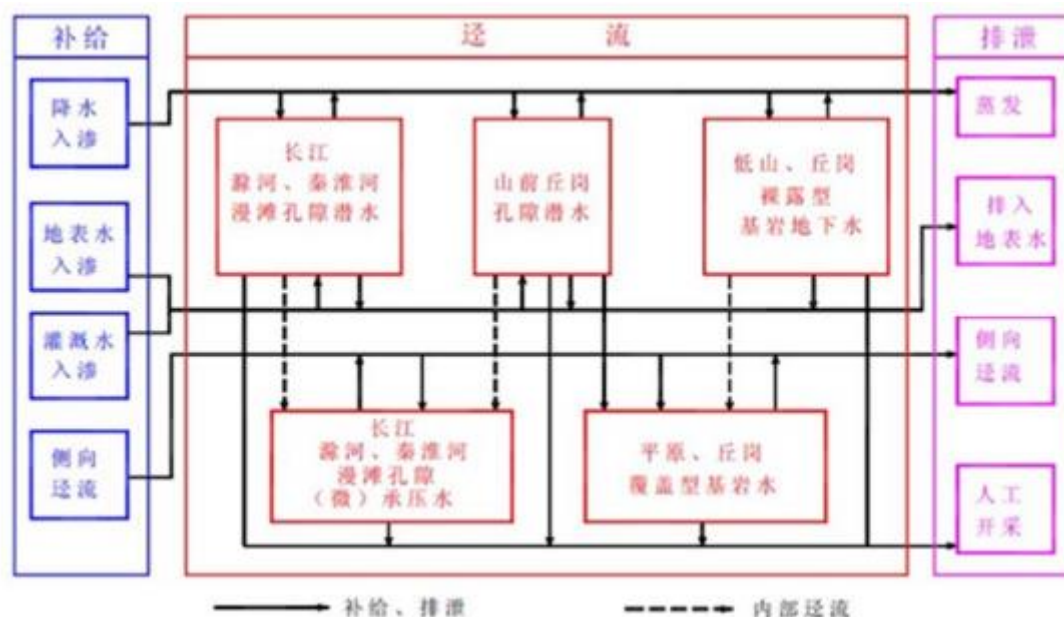 补给
迳 流
排泄
降水
入渗
地表水
入渗
灌溉水
入渗
侧向
迳流
长江
滁河、秦淮河
漫滩孔隙潜水
山前丘岗
孔隙潜水
低山、丘岗
裸露型
基岩地下水
长江
滁河、秦淮河
漫滩孔隙
（微）承压水
平原、丘岗
覆盖型基岩水
蒸发
排入
地表水
侧向
迳流
人工
开采
补给、排泄
内部迳流